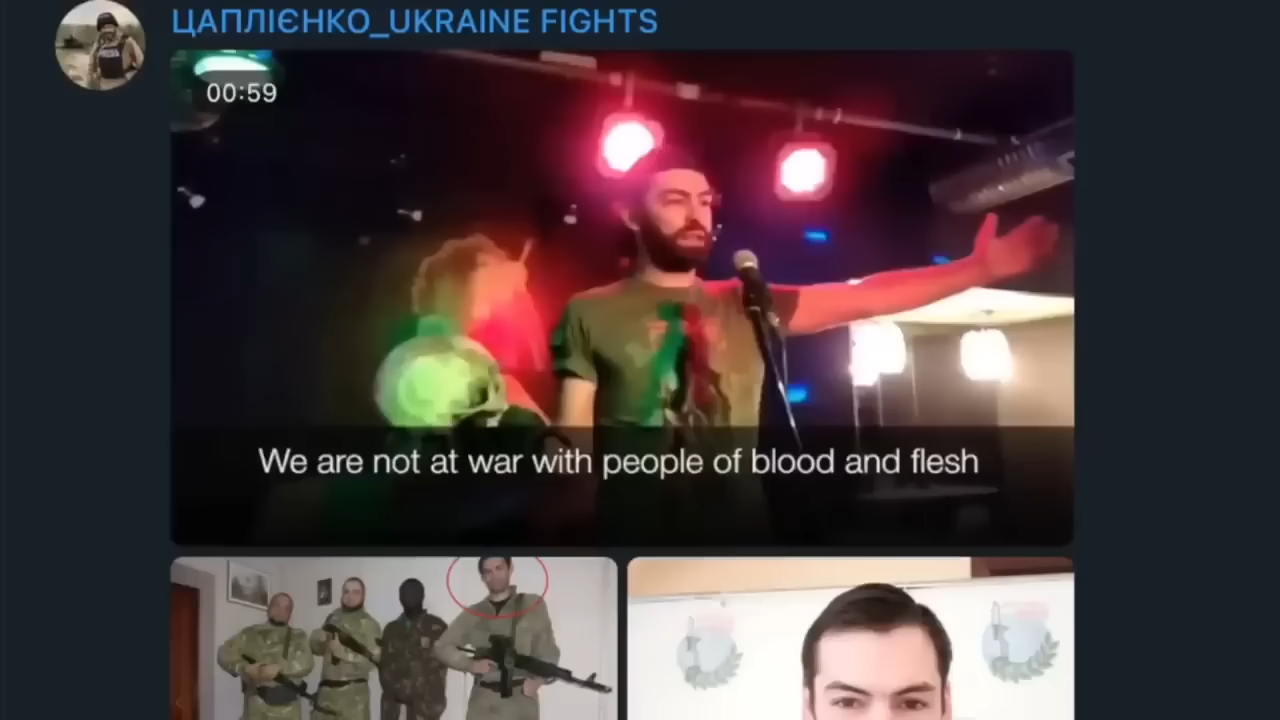 ЦАПЛІЄНКО_UKRAINE FIGHTS
00:59
We are not at war with people of blood and flesh